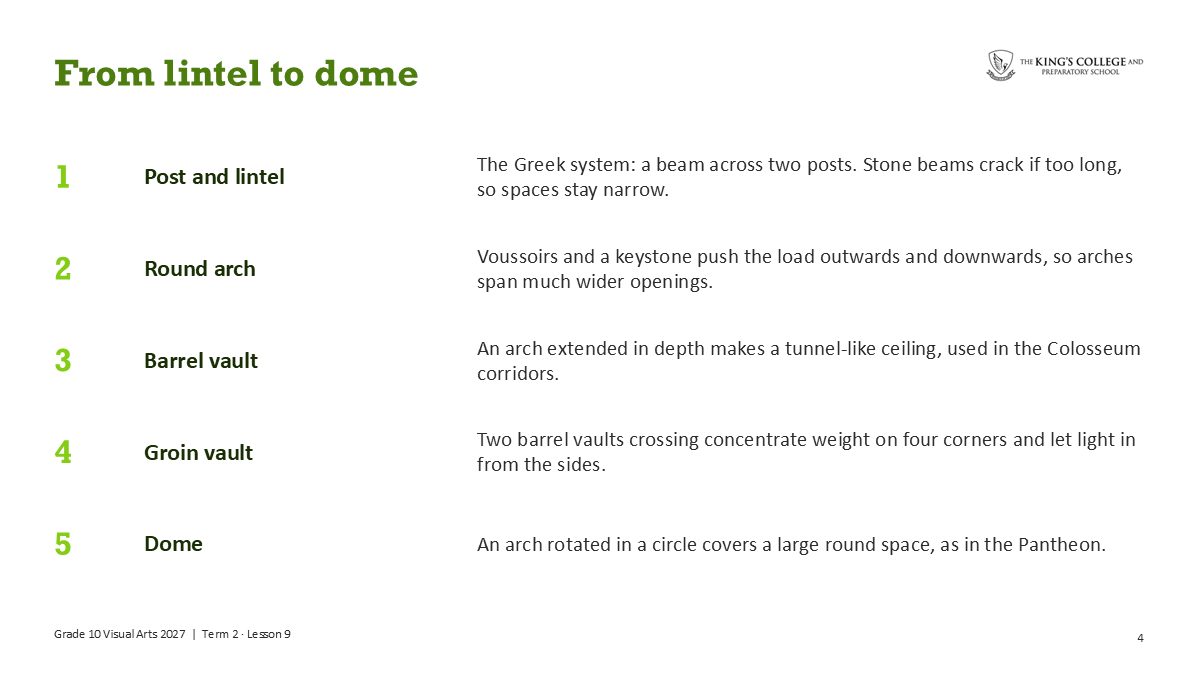 From lintel to dome
THE KING'S COLLEGE AND
PREPARATORY SCHOOL
1
Post and lintel
The Greek system: a beam across two posts. Stone beams crack if too long,
so spaces stay narrow.
2
Round arch
Voussoirs and a keystone push the load outwards and downwards, so arches
span much wider openings.
3
Barrel vault
An arch extended in depth makes a tunnel-like ceiling, used in the Colosseum
corridors.
4
Groin vault
Two barrel vaults crossing concentrate weight on four corners and let light in
from the sides.
5
Dome
An arch rotated in a circle covers a large round space, as in the Pantheon.
Grade 10 Visual Arts 2027 | Term 2 · Lesson 9
4